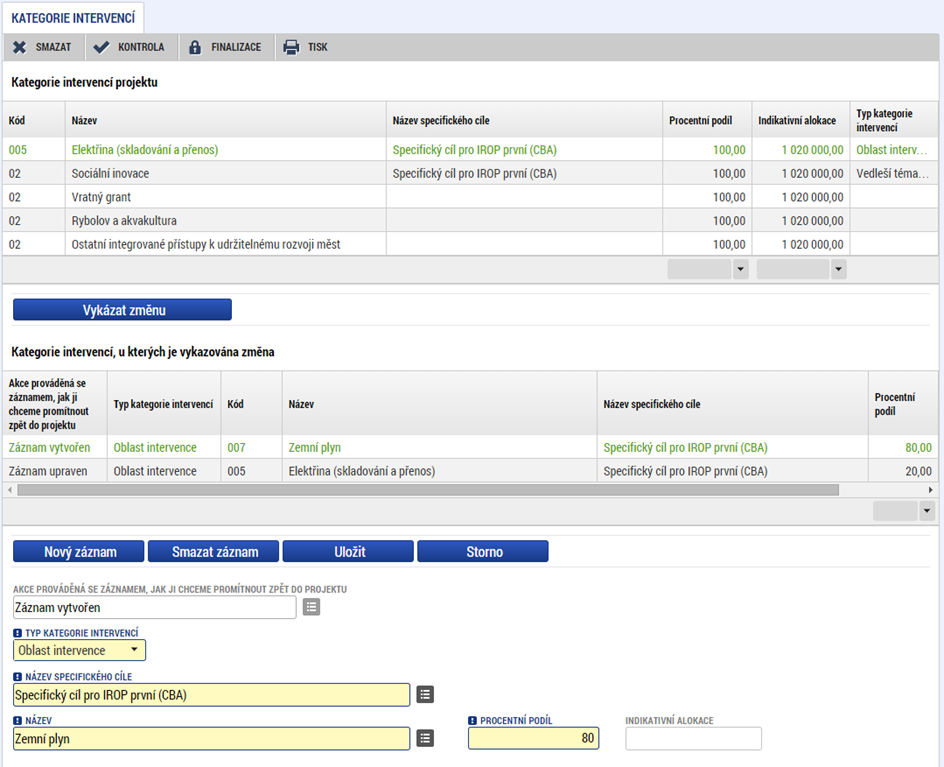 KATEGORIE INTERVENCÍ
SMAZAT KONTROLA FINALIZACE TISK
Kategorie intervencí projektu
Kód Název Název specifického cíle Procentní podíl Indikativní alokace Typ kategorie intervencí
005 Elektřina (skladování a přenos) Specifický cíl pro IROP první (CBA) 100,00 1 020 000,00 Oblast interv...
02 Sociální inovace Specifický cíl pro IROP první (CBA) 100,00 1 020 000,00 Vedleší téma...
02 Vratný grant 100,00 1 020 000,00
02 Rybolov a akvakultura 100,00 1 020 000,00
02 Ostatní integrované přístupy k udržitelnému rozvoji měst 100,00 1 020 000,00
Vykázat změnu
Kategorie intervencí, u kterých je vykazována změna
Akce prováděná se záznamem, jak ji chceme promítnout zpět do projektu Typ kategorie intervencí Kód Název Název specifického cíle Procentní podíl
Záznam vytvořen Oblast intervence 007 Zemní plyn Specifický cíl pro IROP první (CBA) 80,00
Záznam upraven Oblast intervence 005 Elektřina (skladování a přenos) Specifický cíl pro IROP první (CBA) 20,00
Nový záznam Smazat záznam Uložit Storno
AKCE PROVÁDĚNÁ SE ZÁZNAMEM, JAK JI CHCEME PROMÍTNOUT ZPĚT DO PROJEKTU
Záznam vytvořen
TYP KATEGORIE INTERVENCÍ
Oblast intervence
NÁZEV SPECIFICKÉHO CÍLE
Specifický cíl pro IROP první (CBA)
NÁZEV PROCENTNÍ PODÍL INDIKATIVNÍ ALOKACE
Zemní plyn 80